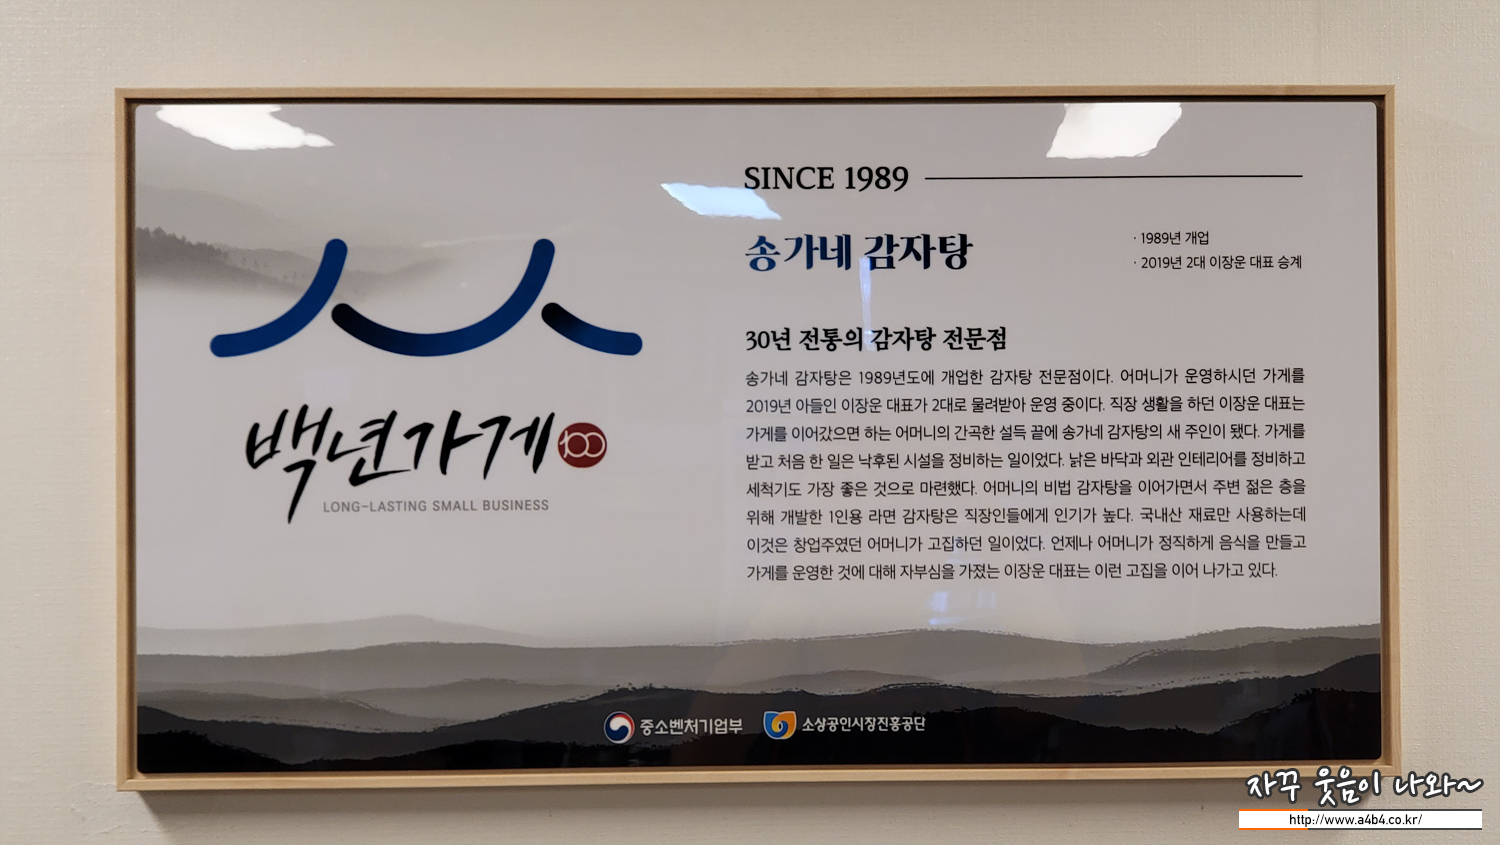 SINCE 1989
송가네 감자탕
· 1989년 개업
· 2019년 2대 이장운 대표 승계
30년 전통의 감자탕 전문점
송가네 감자탕은 1989년도에 개업한 감자탕 전문점이다. 어머니가 운영하시던 가게를
2019년 아들인 이장운 대표가 2대로 물려받아 운영 중이다. 직장 생활을 하던 이장운 대표는
가게를 이어갔으면 하는 어머니의 간곡한 설득 끝에 송가네 감자탕의 새 주인이 됐다. 가게를
받고 처음 한 일은 낙후된 시설을 정비하는 일이었다. 낡은 바닥과 외관 인테리어를 정비하고
세척기도 가장 좋은 것으로 마련했다. 어머니의 비법 감자탕을 이어가면서 주변 젊은 층을
위해 개발한 1인용 라면 감자탕은 직장인들에게 인기가 높다. 국내산 재료만 사용하는데
이것은 창업주였던 어머니가 고집하던 일이었다. 언제나 어머니가 정직하게 음식을 만들고
가게를 운영한 것에 대해 자부심을 가졌는 이장운 대표는 이런 고집을 이어 나가고 있다.
백년가게 100
LONG-LASTING SMALL BUSINESS
중소벤처기업부
소상공인시장진흥공단
자꾸 웃음이 나와~
http://www.a4b4.co.kr/